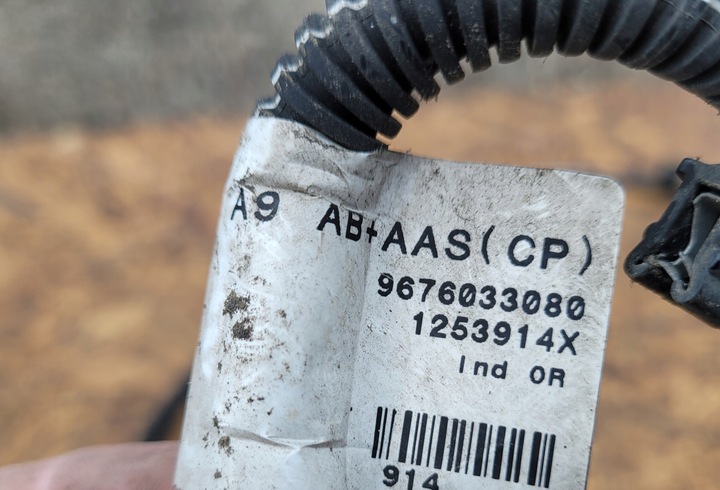 A9 AB+AAS(CP)
9676033080
1253914X
Ind OR
914